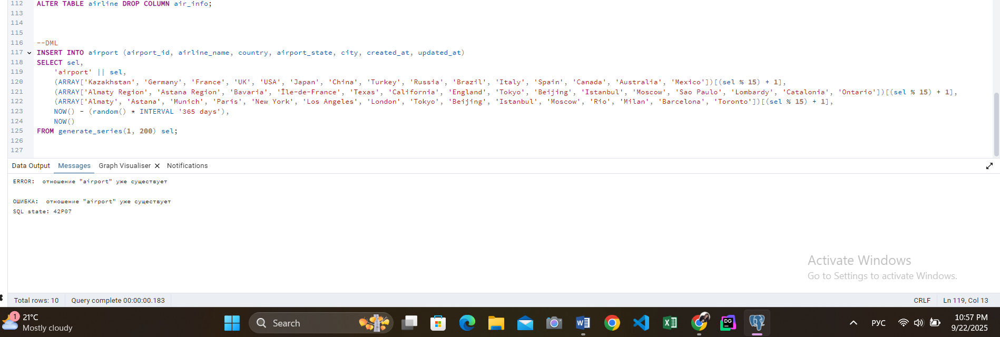 112 ALTER TABLE airline DROP COLUMN air_info;
113
114
115
116 --DML
117 INSERT INTO airport (airport_id, airline_name, country, airport_state, city, created_at, updated_at)
118 SELECT sel,
119 'airport' || sel,
120 (ARRAY['Kazakhstan', 'Germany', 'France', 'UK', 'USA', 'Japan', 'China', 'Turkey', 'Russia', 'Brazil', 'Italy', 'Spain', 'Canada', 'Australia', 'Mexico'])[(sel % 15) + 1],
121 (ARRAY['Almaty Region', 'Astana Region', 'Bavaria', 'Île-de-France', 'Texas', 'California', 'England', 'Tokyo', 'Beijing', 'Istanbul', 'Moscow', 'Sao Paulo', 'Lombardy', 'Catalonia', 'Ontario'])[(sel % 15) + 1],
122 (ARRAY['Almaty', 'Astana', 'Munich', 'Paris', 'New York', 'Los Angeles', 'London', 'Tokyo', 'Beijing', 'Istanbul', 'Moscow', 'Rio', 'Milan', 'Barcelona', 'Toronto'])[(sel % 15) + 1],
123 NOW() - (random() * INTERVAL '365 days'),
124 NOW()
125 FROM generate_series(1, 200) sel;
126
127
Data Output Messages Graph Visualiser Notifications
ERROR: отношение "airport" уже существует
ОШИБКА: отношение "airport" уже существует
SQL state: 42P07
Activate Windows
Go to Settings to activate Windows.
Total rows: 10 Query complete 00:00:00.183 CRLF Ln 119, Col 13
1 21°C
Mostly cloudy
Search
DG
РУС
10:57 PM
9/22/2025